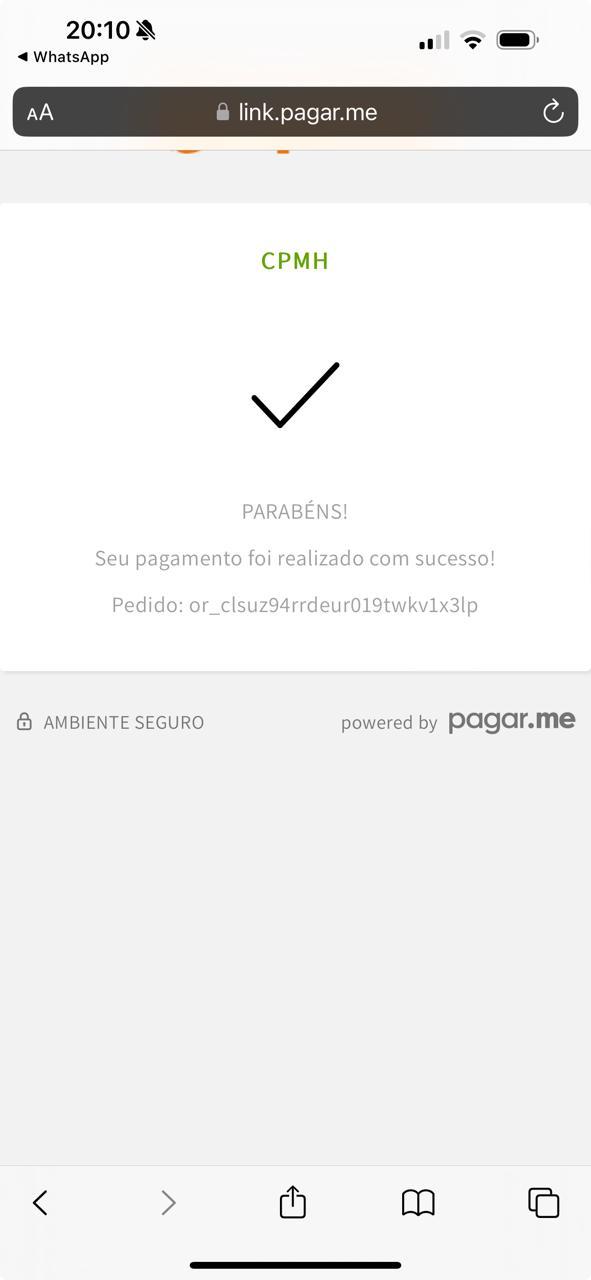 20:10
◄ WhatsApp
AA
link.pagar.me
CPMH
PARABÉNS!
Seu pagamento foi realizado com sucesso!
Pedido: or_clsuz94rrdeur019twkv1x3lp
AMBIENTE SEGURO
powered by pagar.me